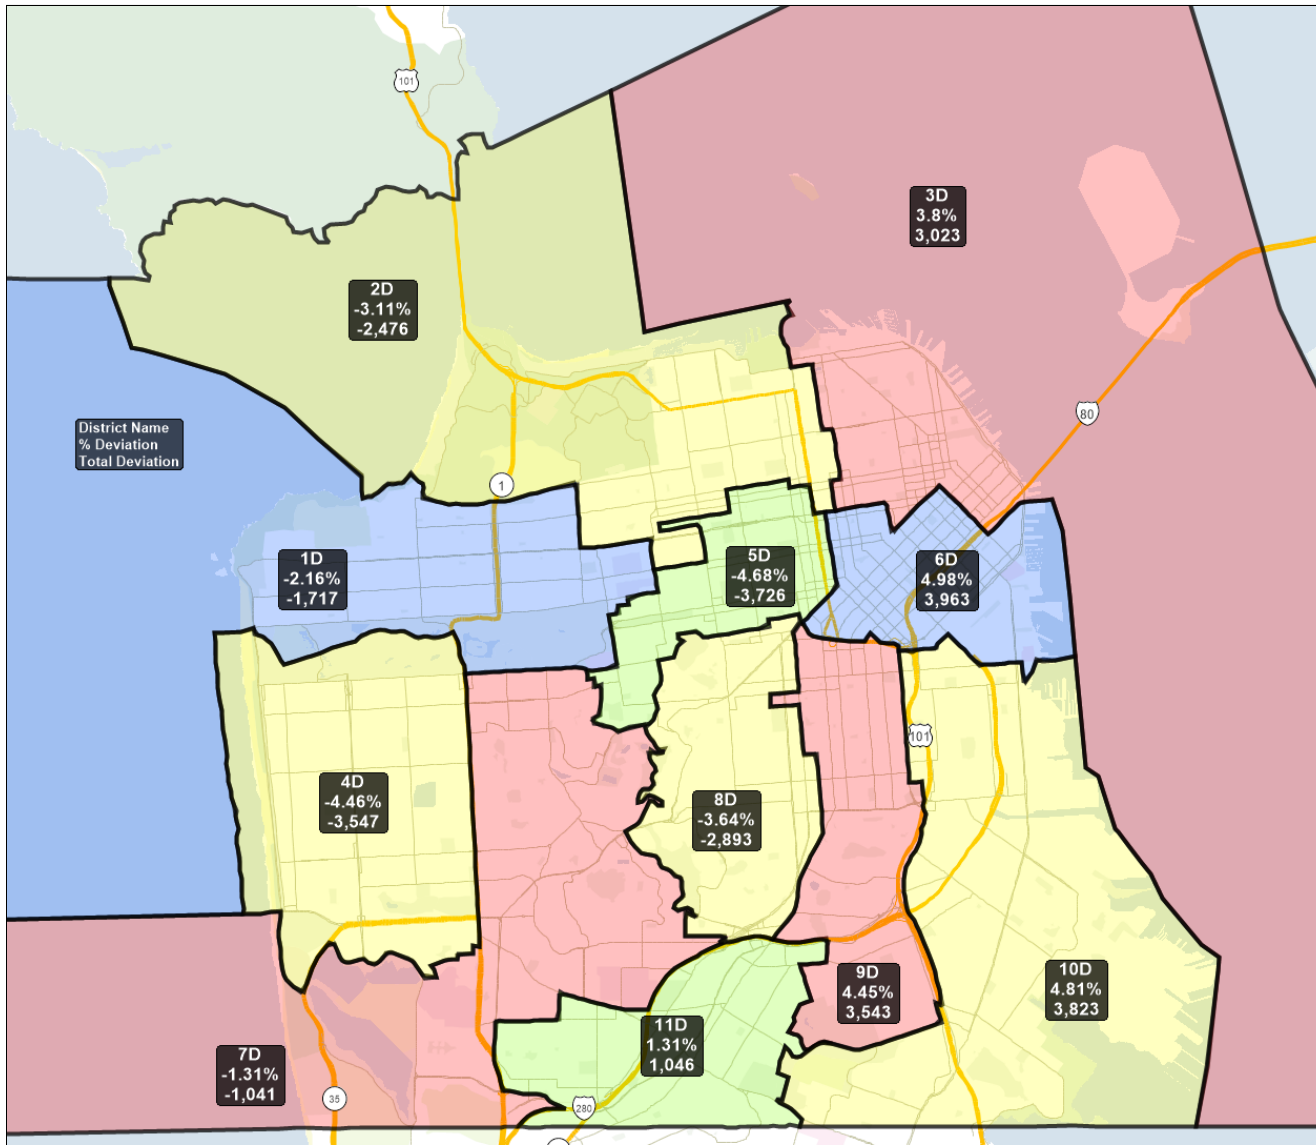 101
3D
3.8%
3,023
2D
-3.11%
-2,476
80
District Name
% Deviation
Total Deviation
1
1D
-2.16%
-1,717
5D
-4.68%
-3,726
6D
4.98%
3,963
101
4D
-4.46%
-3,547
8D
-3.64%
-2,893
9D
4.45%
3,543
10D
4.81%
3,823
11D
1.31%
1,046
7D
-1.31%
-1,041
35
280